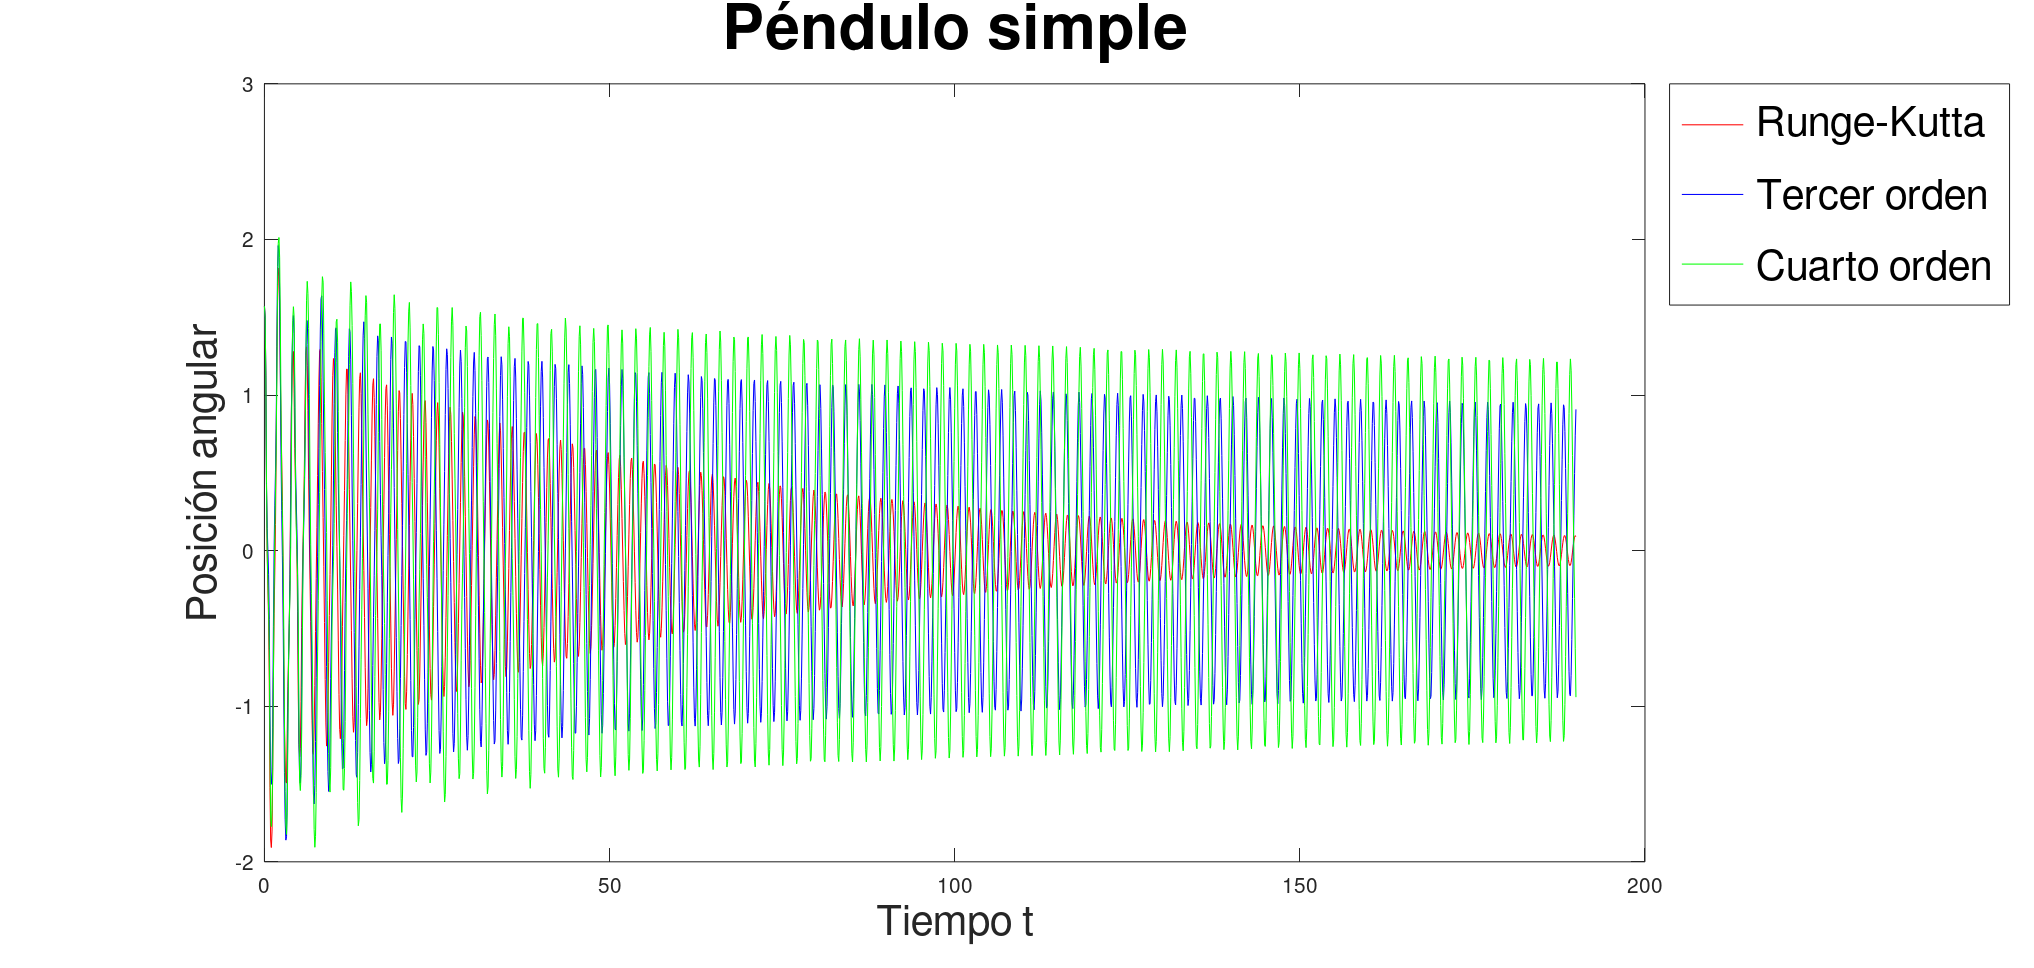 Péndulo simple
3
2
1
0
-1
-2
Posición angular
0
50
100
150
200
Tiempo t
Runge-Kutta
Tercer orden
Cuarto orden